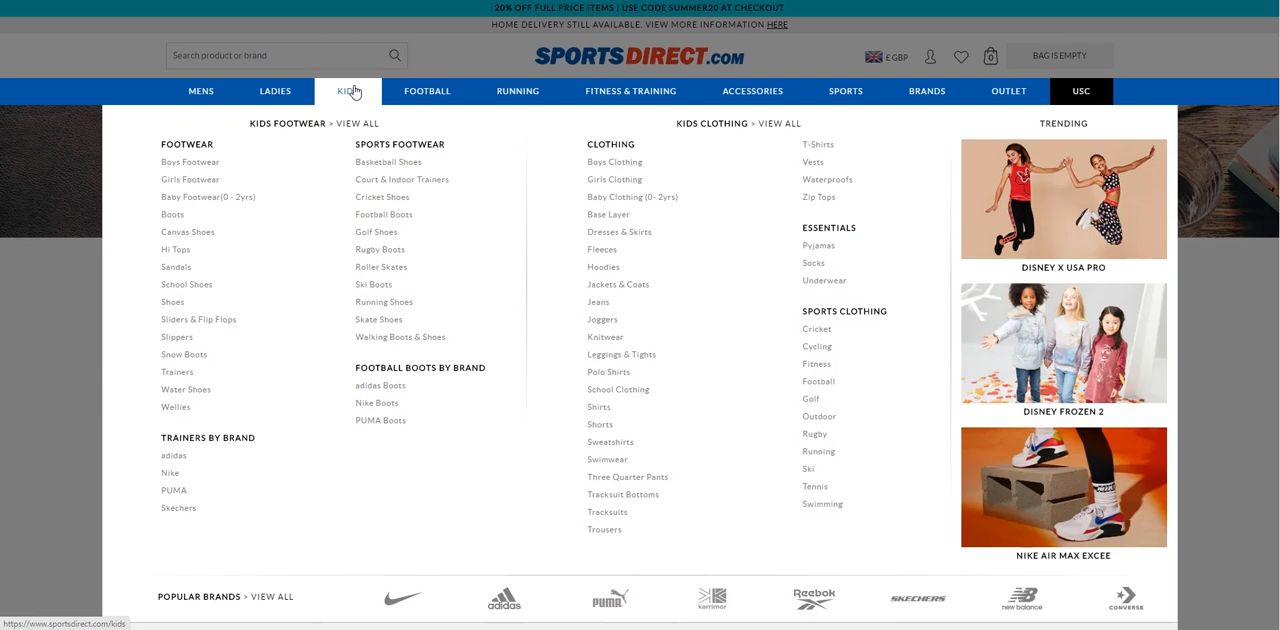 20% OFF FULL PRICE ITEMS | USE CODE SUMMER20 AT CHECKOUT
HOME DELIVERY STILL AVAILABLE. VIEW MORE INFORMATION HERE
Search product or brand
SPORTSDIRECT.COM
£ GBP
0
BAG IS EMPTY
MENS
LADIES
KIDS
FOOTBALL
RUNNING
FITNESS & TRAINING
ACCESSORIES
SPORTS
BRANDS
OUTLET
USC
KIDS FOOTWEAR > VIEW ALL
FOOTWEAR
Boys Footwear
Girls Footwear
Baby Footwear(0 - 2yrs)
Boots
Canvas Shoes
Hi Tops
Sandals
School Shoes
Shoes
Sliders & Flip Flops
Slippers
Snow Boots
Trainers
Water Shoes
Wellies
TRAINERS BY BRAND
adidas
Nike
PUMA
Skechers
SPORTS FOOTWEAR
Basketball Shoes
Court & Indoor Trainers
Cricket Shoes
Football Boots
Golf Shoes
Rugby Boots
Roller Skates
Ski Boots
Running Shoes
Skate Shoes
Walking Boots & Shoes
FOOTBALL BOOTS BY BRAND
adidas Boots
Nike Boots
PUMA Boots
KIDS CLOTHING > VIEW ALL
CLOTHING
Boys Clothing
Girls Clothing
Baby Clothing (0- 2yrs)
Base Layer
Dresses & Skirts
Fleeces
Hoodies
Jackets & Coats
Jeans
Joggers
Knitwear
Leggings & Tights
Polo Shirts
School Clothing
Shirts
Shorts
Sweatshirts
Swimwear
Three Quarter Pants
Tracksuit Bottoms
Tracksuits
Trousers
T-Shirts
Vests
Waterproofs
Zip Tops
ESSENTIALS
Pyjamas
Socks
Underwear
SPORTS CLOTHING
Cricket
Cycling
Fitness
Football
Golf
Outdoor
Rugby
Running
Ski
Tennis
Swimming
TRENDING
DISNEY X USA PRO
DISNEY FROZEN 2
NIKE AIR MAX EXCEE
POPULAR BRANDS > VIEW ALL
adidas
PUMA
karrimor
Reebok
SKECHERS
new balance
CONVERSE
https://www.sportsdirect.com/kids